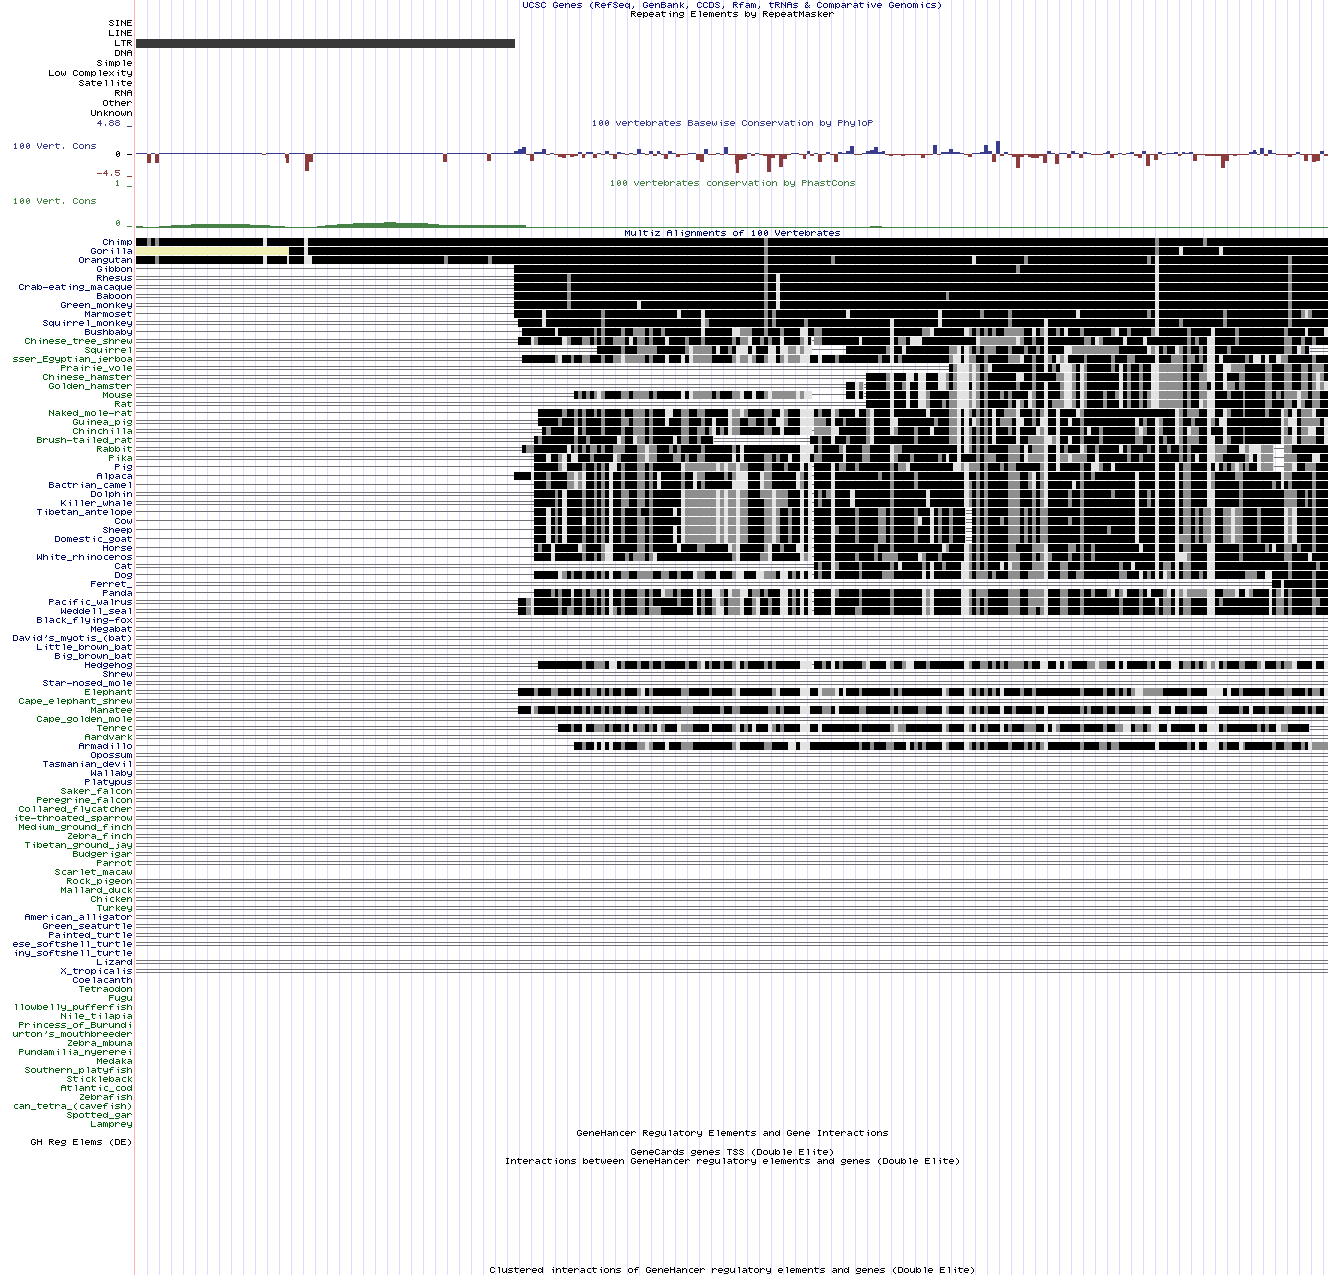 UCSC Genes (RefSeq, GenBank, CCDS, Rfam, tRNAs & Comparative Genomics)
Repeating Elements by RepeatMasker
SINE
LINE
LTR
DNA
Simple
Low Complexity
Satellite
RNA
Other
Unknown
4.88 _
100 vertebrates Basewise Conservation by PhyloP
100 Vert. Cons
0 _
-4.5 _
1 _
100 vertebrates conservation by PhastCons
100 Vert. Cons
0 _
Multiz Alignments of 100 Vertebrates
Chimp
Gorilla
Orangutan
Gibbon
Rhesus
Crab-eating_macaque
Baboon
Green_monkey
Marmoset
Squirrel_monkey
Bushbaby
Chinese_tree_shrew
Squirrel
sser_Egyptian_jerboa
Prairie_vole
Chinese_hamster
Golden_hamster
Mouse
Rat
Naked_mole-rat
Guinea_pig
Chinchilla
Brush-tailed_rat
Rabbit
Pika
Pig
Alpaca
Bactrian_camel
Dolphin
Killer_whale
Tibetan_antelope
Cow
Sheep
Domestic_goat
Horse
White_rhinoceros
Cat
Dog
Ferret_
Panda
Pacific_walrus
Weddell_seal
Black_flying-fox
Megabat
David's_myotis_(bat)
Little_brown_bat
Big_brown_bat
Hedgehog
Shrew
Star-nosed_mole
Elephant
Cape_elephant_shrew
Manatee
Cape_golden_mole
Tenrec
Aardvark
Armadillo
Opossum
Tasmanian_devil
Wallaby
Platypus
Saker_falcon
Peregrine_falcon
Collared_flycatcher
ite-throated_sparrow
Medium_ground_finch
Zebra_finch
Tibetan_ground_jay
Budgerigar
Parrot
Scarlet_macaw
Rock_pigeon
Mallard_duck
Chicken
Turkey
American_alligator
Green_seaturtle
Painted_turtle
ese_softshell_turtle
iny_softshell_turtle
Lizard
X_tropicalis
Coelacanth
Tetraodon
Fugu
llowbelly_pufferfish
Nile_tilapia
Princess_of_Burundi
urton's_mouthbreeder
Zebra_mbuna
Pundamilia_nyererei
Medaka
Southern_platyfish
Stickleback
Atlantic_cod
Zebrafish
can_tetra_(cavefish)
Spotted_gar
Lamprey
GeneHancer Regulatory Elements and Gene Interactions
GH Reg Elems (DE)
GeneCards genes TSS (Double Elite)
Interactions between GeneHancer regulatory elements and genes (Double Elite)
Clustered interactions of GeneHancer regulatory elements and genes (Double Elite)